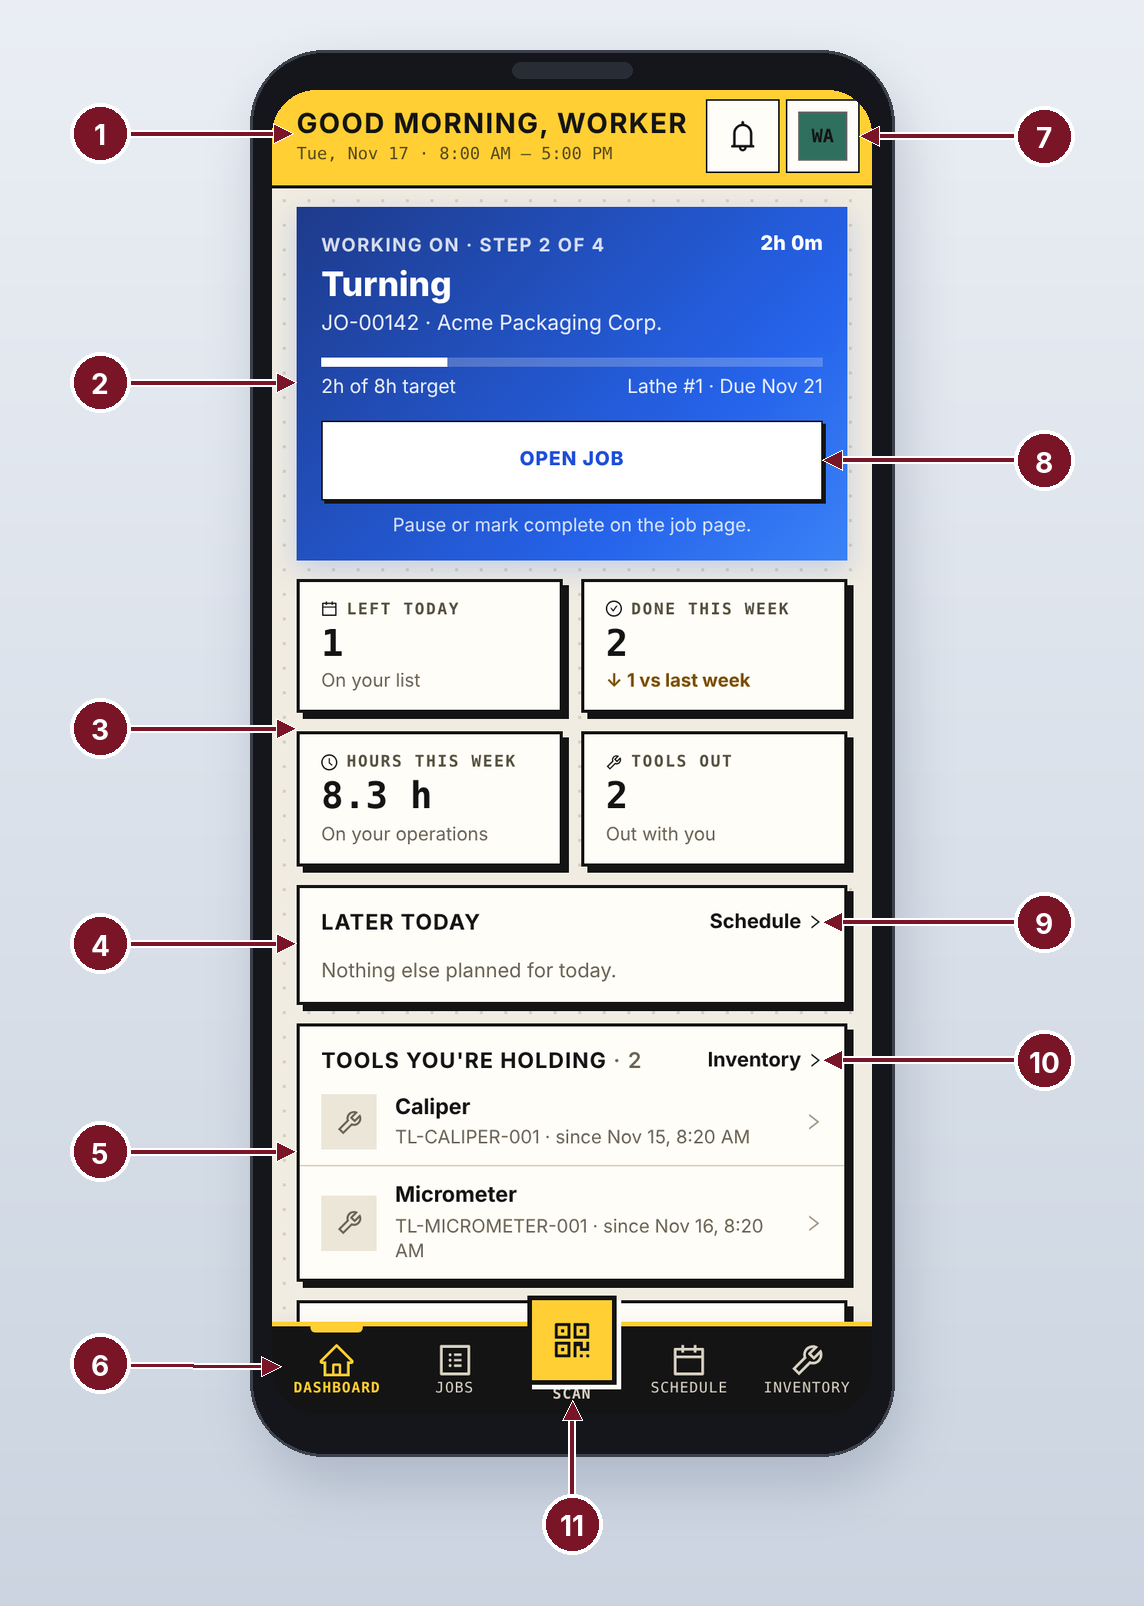 1
GOOD MORNING, WORKER
Tue, Nov 17 · 8:00 AM – 5:00 PM
WA
7
WORKING ON · STEP 2 OF 4
2h 0m
Turning
JO-00142 · Acme Packaging Corp.
2
2h of 8h target
Lathe #1 · Due Nov 21
OPEN JOB
8
Pause or mark complete on the job page.
LEFT TODAY
1
On your list
DONE THIS WEEK
2
↓ 1 vs last week
3
HOURS THIS WEEK
8.3 h
On your operations
TOOLS OUT
2
Out with you
4
LATER TODAY
Schedule >
9
Nothing else planned for today.
TOOLS YOU'RE HOLDING · 2
Inventory >
10
5
Caliper
TL-CALIPER-001 · since Nov 15, 8:20 AM
Micrometer
TL-MICROMETER-001 · since Nov 16, 8:20
AM
6
DASHBOARD
JOBS
SCAN
SCHEDULE
INVENTORY
11